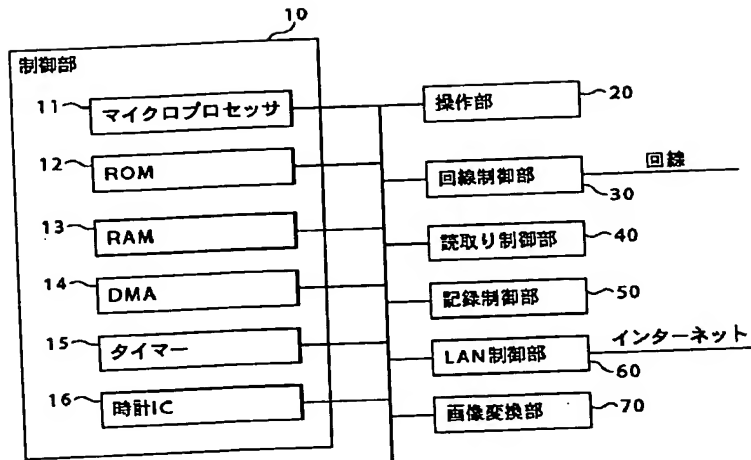 10
制御部
11 マイクロプロセッサ
12 ROM
13 RAM
14 DMA
15 タイマー
16 時計IC
操作部 20
回線制御部 30 回線
読取り制御部 40
記録制御部 50
LAN制御部 60 インターネット
画像変換部 70